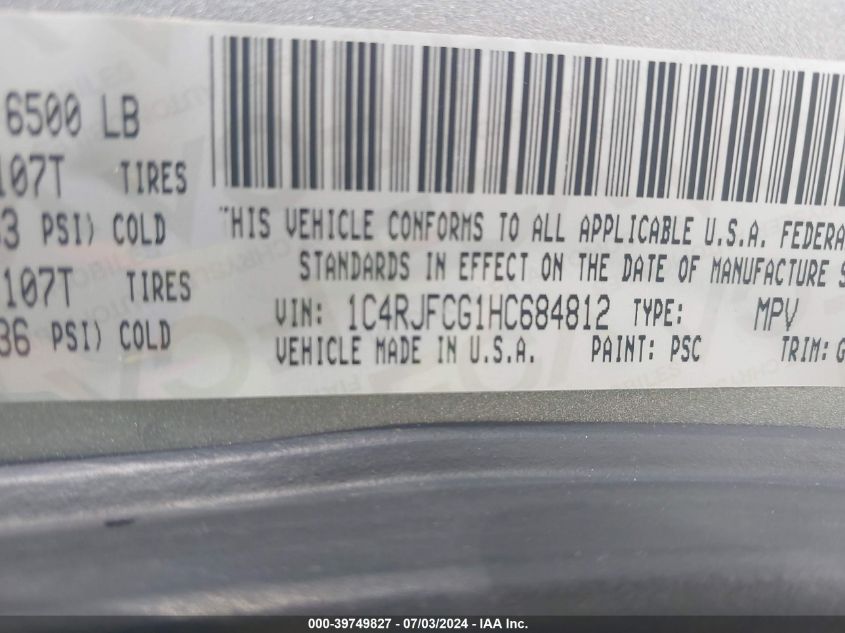 6500 LB
107T TIRES
33 PSI) COLD
107T TIRES
36 PSI) COLD
THIS VEHICLE CONFORMS TO ALL APPLICABLE U.S.A. FEDERA
STANDARDS IN EFFECT ON THE DATE OF MANUFACTURE S
VIN: 1C4RJFCG1HC684812 TYPE: MPV
VEHICLE MADE IN U.S.A. PAINT: PSC TRIM: G
000-39749827 - 07/03/2024 - IAA Inc.